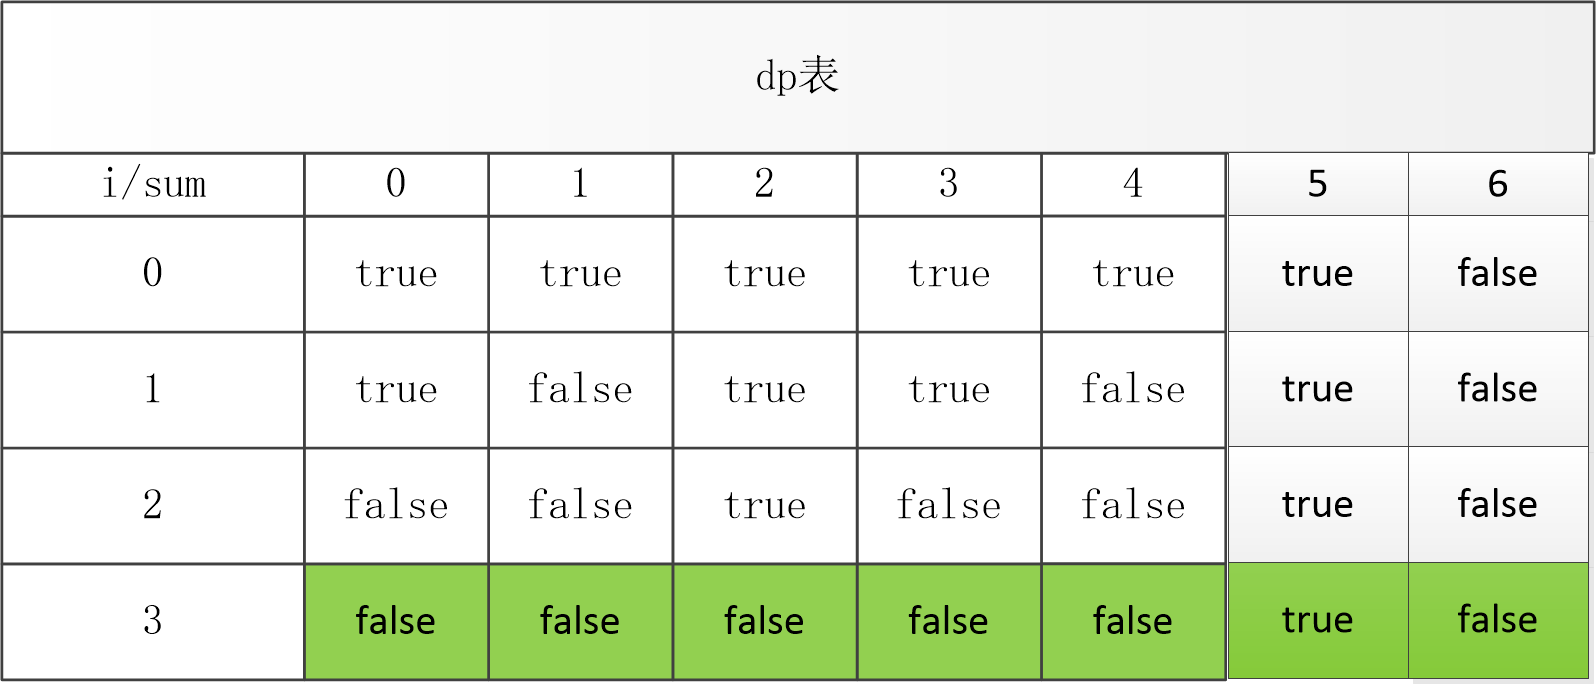 dp表
i/sum 0 1 2 3 4 5 6
0 true true true true true true false
1 true false true true false true false
2 false false true false false true false
3 false false false false false true false